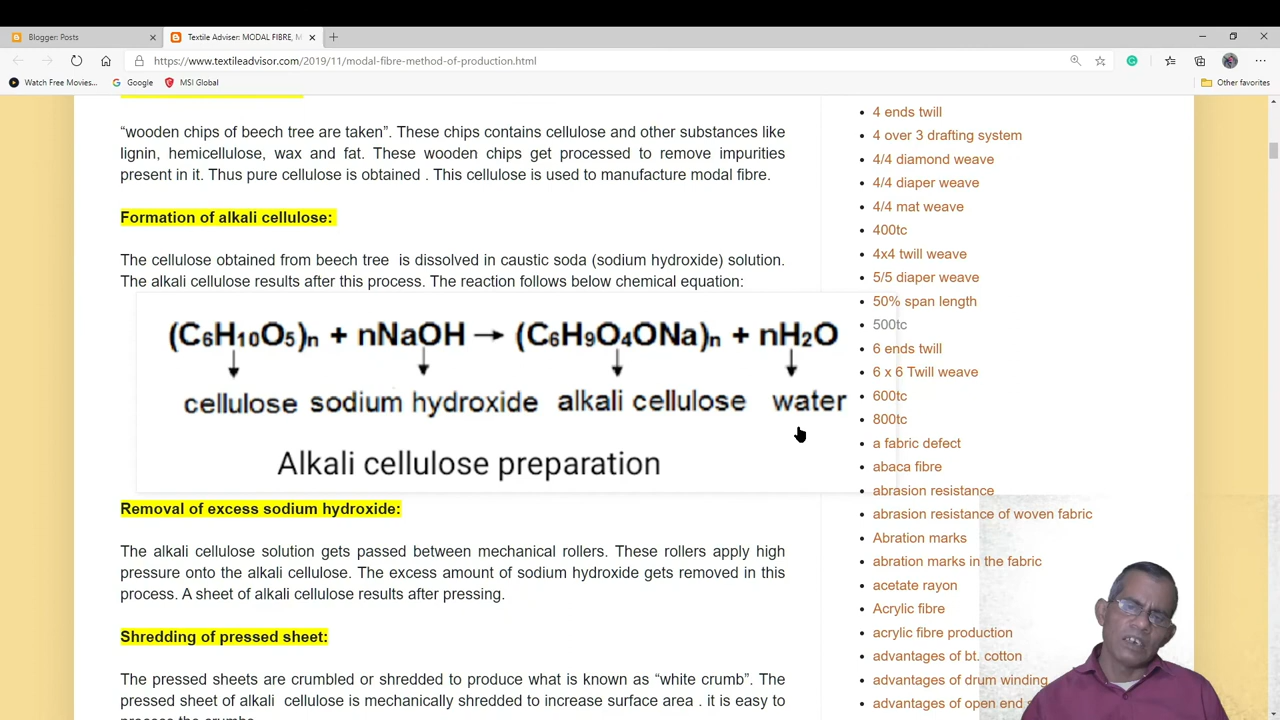 Blogger: Posts
Textile Adviser: MODAL FIBRE, M
https://www.textileadvisor.com/2019/11/modal-fibre-method-of-production.html
Watch Free Movies...
Google
MSI Global
Other favorites
“wooden chips of beech tree are taken”. These chips contains cellulose and other substances like
lignin, hemicellulose, wax and fat. These wooden chips get processed to remove impurities
present in it. Thus pure cellulose is obtained . This cellulose is used to manufacture modal fibre.
Formation of alkali cellulose:
The cellulose obtained from beech tree is dissolved in caustic soda (sodium hydroxide) solution.
The alkali cellulose results after this process. The reaction follows below chemical equation:
(C6H10O5)n + nNaOH → (C6H9O4ONa)n + nH2O
cellulose sodium hydroxide alkali cellulose water
Alkali cellulose preparation
Removal of excess sodium hydroxide:
The alkali cellulose solution gets passed between mechanical rollers. These rollers apply high
pressure onto the alkali cellulose. The excess amount of sodium hydroxide gets removed in this
process. A sheet of alkali cellulose results after pressing.
Shredding of pressed sheet:
The pressed sheets are crumbled or shredded to produce what is known as “white crumb”. The
pressed sheet of alkali cellulose is mechanically shredded to increase surface area . it is easy to
process the crumbs
4 ends twill
4 over 3 drafting system
4/4 diamond weave
4/4 diaper weave
4/4 mat weave
400tc
4x4 twill weave
5/5 diaper weave
50% span length
500tc
6 ends twill
6 x 6 Twill weave
600tc
800tc
a fabric defect
abaca fibre
abrasion resistance
abrasion resistance of woven fabric
Abration marks
abration marks in the fabric
acetate rayon
Acrylic fibre
acrylic fibre production
advantages of bt. cotton
advantages of drum winding
advantages of open end